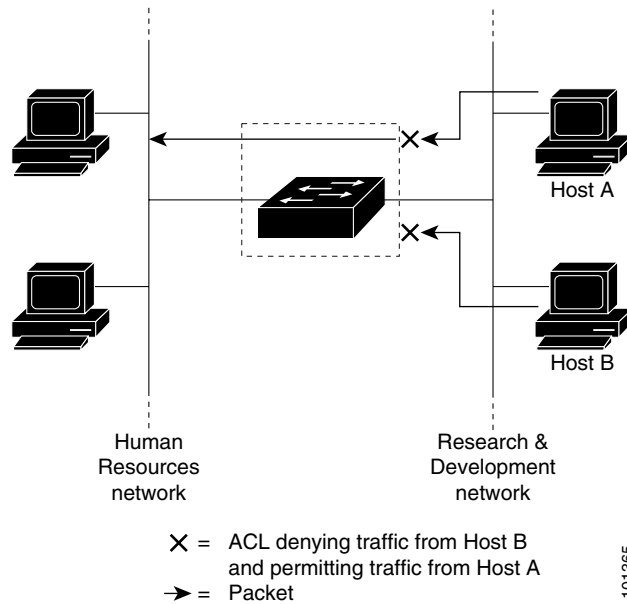 Host A
Host B
Human
Resources
network
Research &
Development
network
X = ACL denying traffic from Host B
and permitting traffic from Host A
= Packet
101365